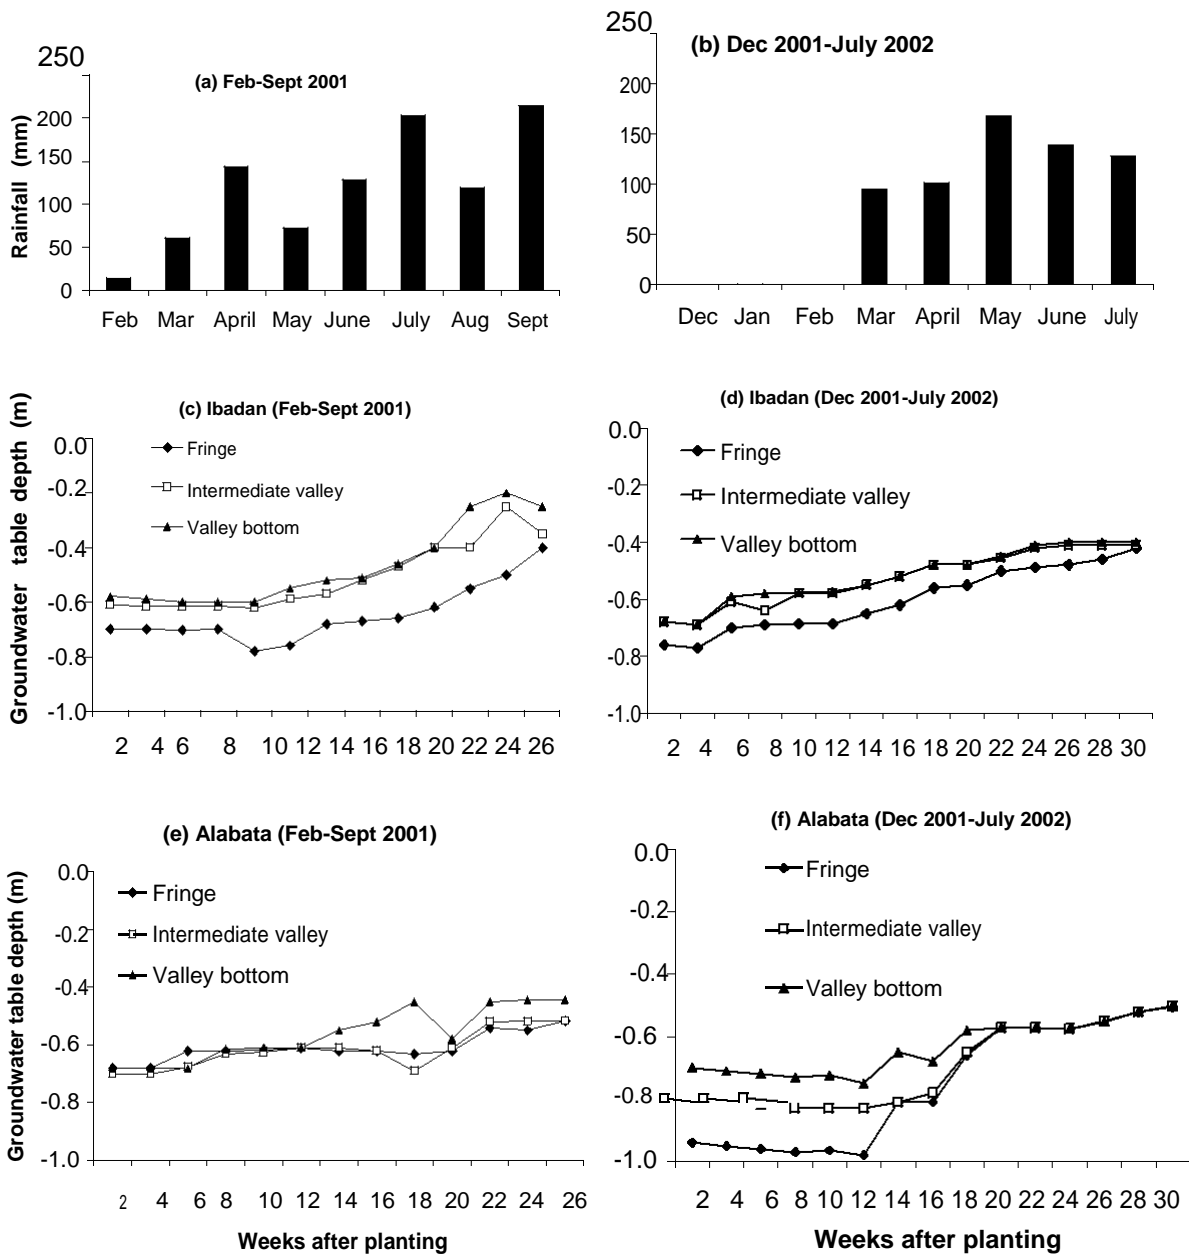 250
(a) Feb-Sept 2001
Rainfall (mm)
200
150
100
50
0
Feb Mar April May June July Aug Sept
250
(b) Dec 2001-July 2002
200
150
100
50
0
Dec Jan Feb Mar April May June July
(c) Ibadan (Feb-Sept 2001)
Groundwater table depth (m)
0.0
-0.2
-0.4
-0.6
-0.8
-1.0
Fringe
Intermediate valley
Valley bottom
2 4 6 8 10 12 14 16 18 20 22 24 26
(d) Ibadan (Dec 2001-July 2002)
0.0
-0.2
-0.4
-0.6
-0.8
-1.0
Fringe
Intermediate valley
Valley bottom
2 4 6 8 10 12 14 16 18 20 22 24 26 28 30
(e) Alabata (Feb-Sept 2001)
Groundwater table depth (m)
0.0
-0.2
-0.4
-0.6
-0.8
-1.0
Fringe
Intermediate valley
Valley bottom
2 4 6 8 10 12 14 16 18 20 22 24 26
Weeks after planting
(f) Alabata (Dec 2001-July 2002)
0.0
-0.2
-0.4
-0.6
-0.8
-1.0
Fringe
Intermediate valley
Valley bottom
2 4 6 8 10 12 14 16 18 20 22 24 26 28 30
Weeks after planting